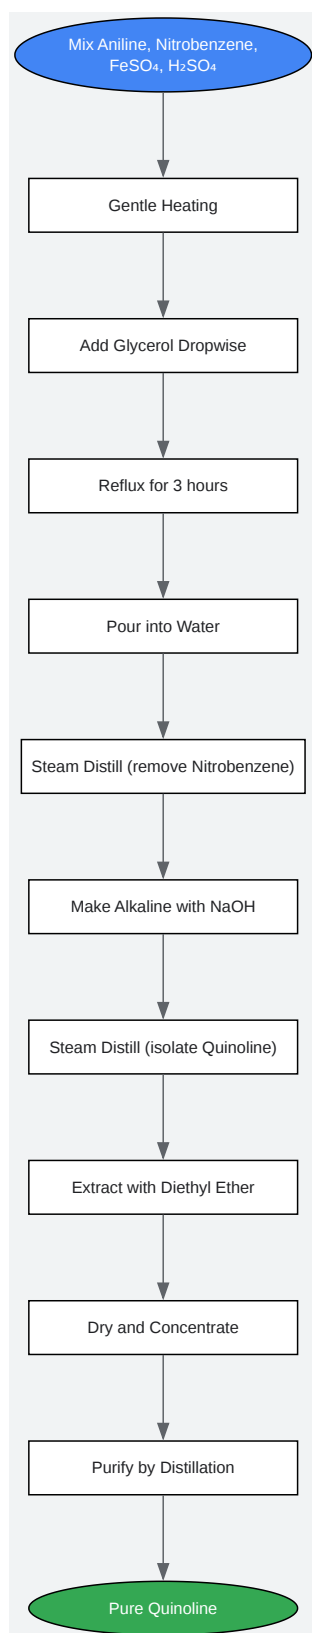 Mix Aniline, Nitrobenzene,
FeSO₄, H₂SO₄
Gentle Heating
Add Glycerol Dropwise
Reflux for 3 hours
Pour into Water
Steam Distill (remove Nitrobenzene)
Make Alkaline with NaOH
Steam Distill (isolate Quinoline)
Extract with Diethyl Ether
Dry and Concentrate
Purify by Distillation
Pure Quinoline